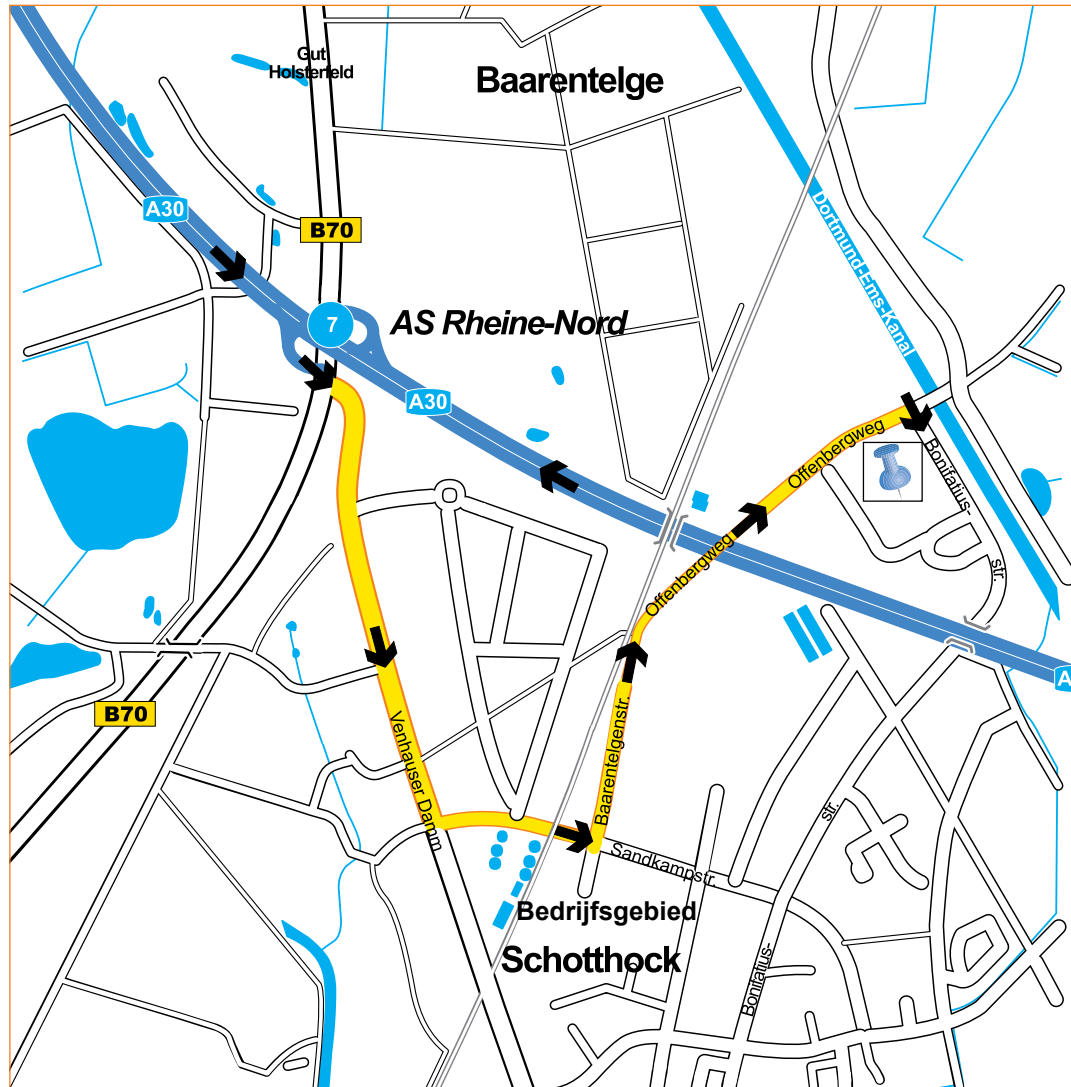 Gut
Holsterfeld
Baarentelge
A30
B70
Dortmund-Ems-Kanal
7
AS Rheine-Nord
A30
Offenbergweg
Bonifatius-
str.
Offenbergweg
A
B70
Venhauser Damm
Baarentelgenstr.
str.
Sandkampstr.
Bedrijfsgebied
Schotthock
Bonifatius-